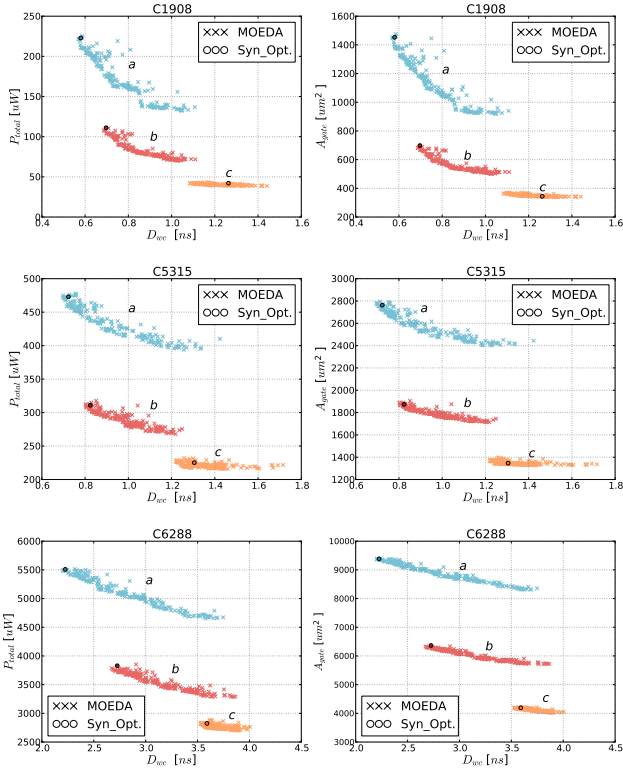 C1908
250
200
150
100
50
0
0.4 0.6 0.8 1.0 1.2 1.4 1.6
P_total [uW]
D_wc [ns]
MOEDA
Syn_Opt.
a
b
c
C1908
1600
1400
1200
1000
800
600
400
200
0.4 0.6 0.8 1.0 1.2 1.4 1.6
A_gate [um²]
D_wc [ns]
MOEDA
Syn_Opt.
a
b
c
C5315
500
450
400
350
300
250
200
0.6 0.8 1.0 1.2 1.4 1.6 1.8
P_total [uW]
D_wc [ns]
MOEDA
Syn_Opt.
a
b
c
C5315
3000
2800
2600
2400
2200
2000
1800
1600
1400
1200
0.6 0.8 1.0 1.2 1.4 1.6 1.8
A_gate [um²]
D_wc [ns]
MOEDA
Syn_Opt.
a
b
c
C6288
6000
5500
5000
4500
4000
3500
3000
2500
2.0 2.5 3.0 3.5 4.0 4.5
P_total [uW]
D_wc [ns]
a
b
c
MOEDA
Syn_Opt.
C6288
10000
9000
8000
7000
6000
5000
4000
3000
2.0 2.5 3.0 3.5 4.0 4.5
A_gate [um²]
D_wc [ns]
a
b
c
MOEDA
Syn_Opt.